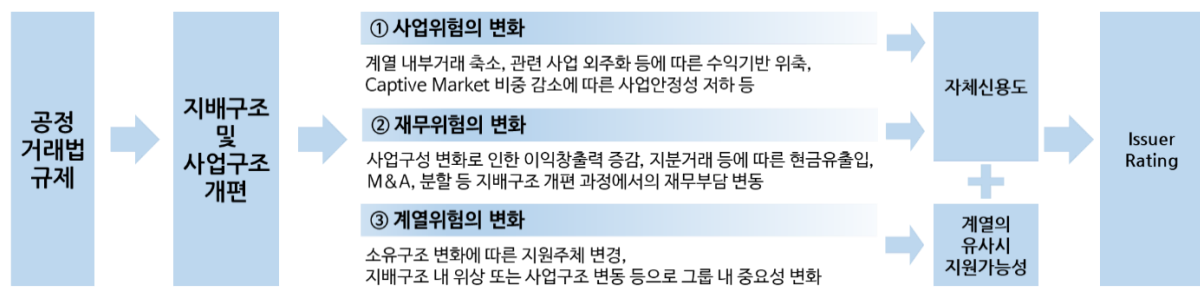 공정
거래법
규제
지배구조
및
사업구조
개편
① 사업위험의 변화
계열 내부거래 축소, 관련 사업 외주화 등에 따른 수익기반 위축,
Captive Market 비중 감소에 따른 사업안정성 저하 등
② 재무위험의 변화
사업구성 변화로 인한 이익창출력 증감, 지분거래 등에 따른 현금유출입,
M&A, 분할 등 지배구조 개편 과정에서의 재무부담 변동
③ 계열위험의 변화
소유구조 변화에 따른 지원주체 변경,
지배구조 내 위상 또는 사업구조 변동 등으로 그룹 내 중요성 변화
자체신용도
계열의
유사시
지원가능성
Issuer
Rating